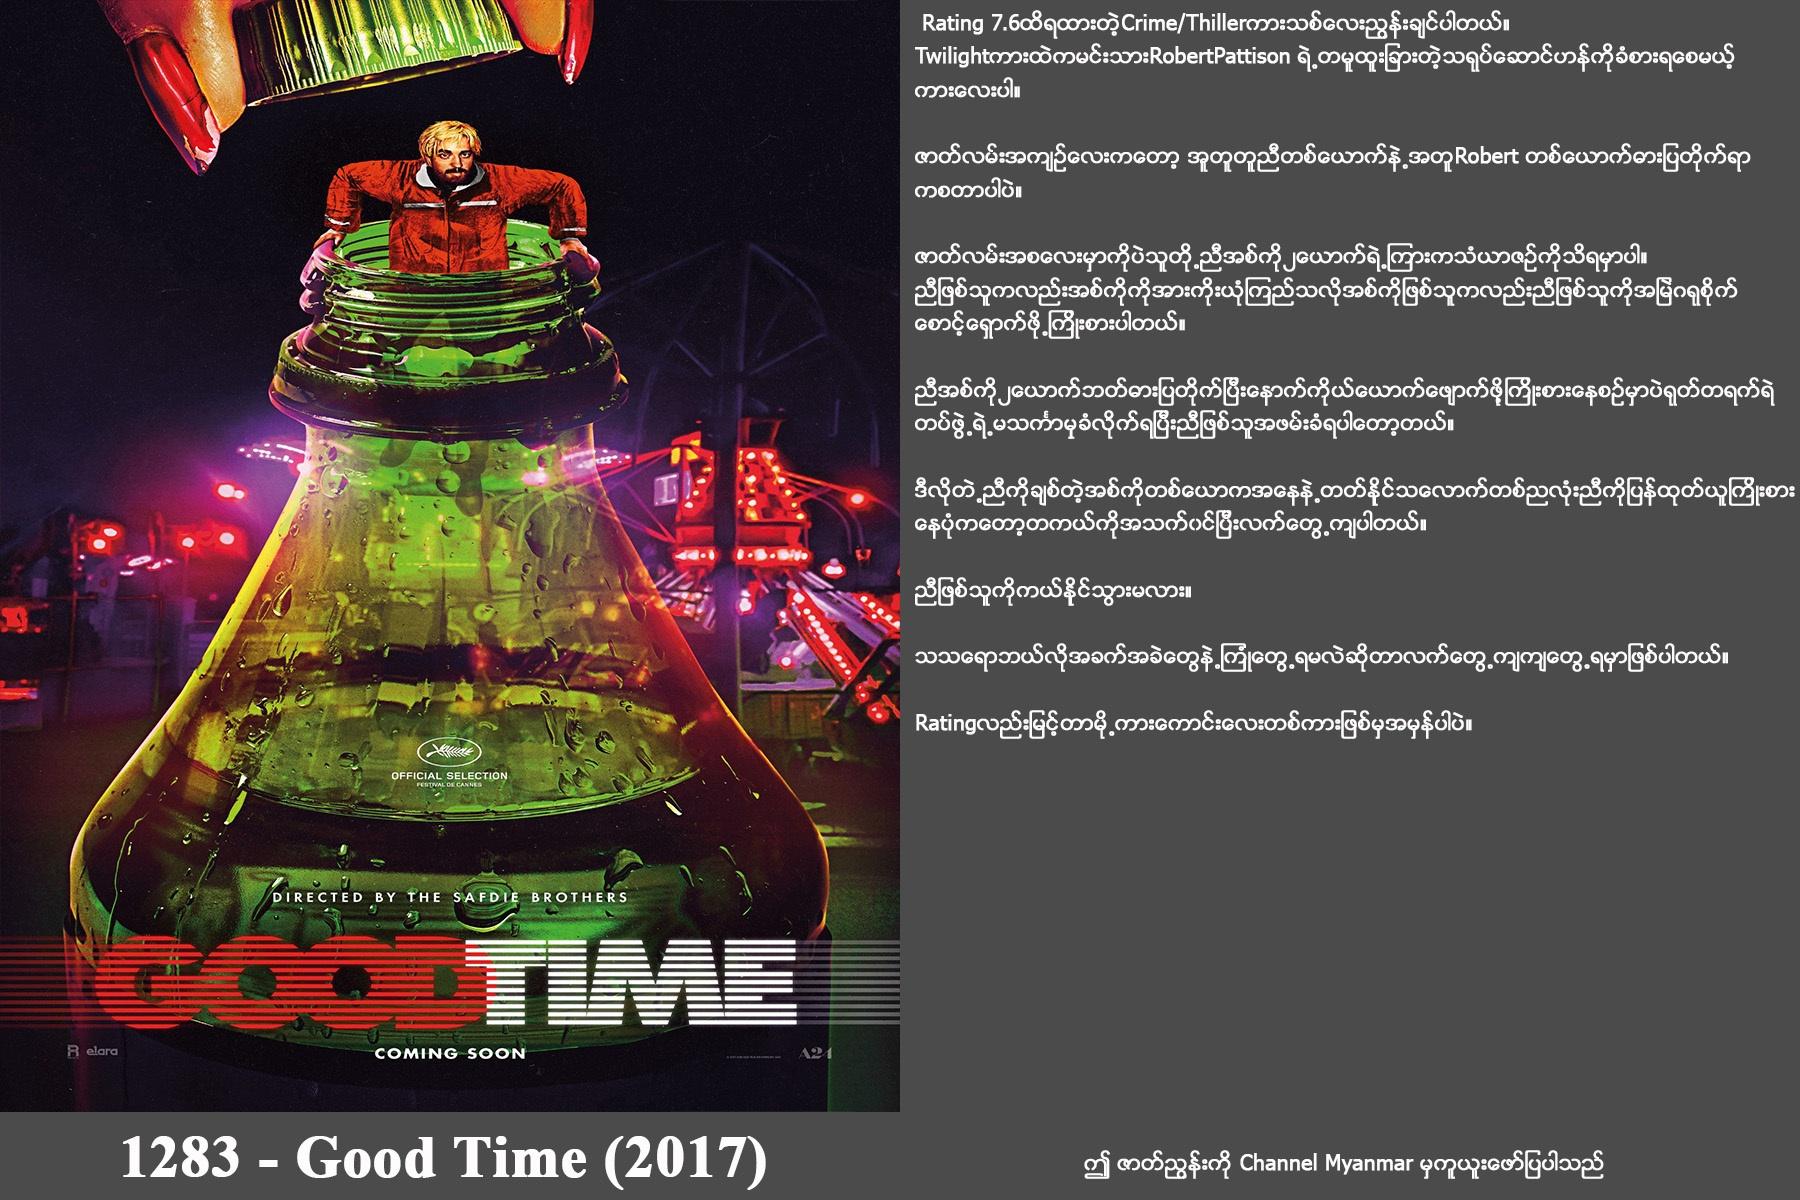 OFFICIAL SELECTION
FESTIVAL DE CANNES
DIRECTED BY THE SAFDIE BROTHERS
GOOD TIME
elara
COMING SOON
A24
1283 - Good Time (2017)
Rating 7.6ထိရထားတဲ့Crime/Thillerကားသစ်လေးညွှန်းချင်ပါတယ်။
Twilightကားထဲကမင်းသားRobertPattison ရဲ့တမူထူးခြားတဲ့သရုပ်ဆောင်ဟန်ကိုခံစားရစေမယ့်
ကားလေးပါ။
ဇာတ်လမ်းအကျဉ်လေးကတော့ အူတူတူညီတစ်ယောက်နဲ့အတူRobert တစ်ယောက်ဓားပြတိုက်ရာ
ကစတာပါပဲ။
ဇာတ်လမ်းအစလေးမှာကိုပဲသူတို့ညီအစ်ကို၂ယောက်ရဲ့ကြားကသံယာဇဉ်ကိုသိရမှာပါ။
ညီဖြစ်သူကလည်းအစ်ကိုကိုအားကိုးယုံကြည်သလိုအစ်ကိုဖြစ်သူကလည်းညီဖြစ်သူကိုအမြဲဂရုစိုက်
စောင့်ရှောက်ဖို့ကြိုးစားပါတယ်။
ညီအစ်ကို၂ယောက်ဘဏ်ဓားပြတိုက်ပြီးနောက်ကိုယ်ယောက်ဖျောက်ဖို့ကြိုးစားနေစဉ်မှာပဲရုတ်တရက်ရဲ
တပ်ဖွဲ့ရဲ့မသင်္ကာမှုခံလိုက်ရပြီးညီဖြစ်သူအဖမ်းခံရပါတော့တယ်။
ဒီလိုတဲ့ညီကိုချစ်တဲ့အစ်ကိုတစ်ယောကအနေနဲ့တတ်နိုင်သလောက်တစ်ညလုံးညီကိုပြန်ထုတ်ယူကြိုးစား
နေပုံကတော့တကယ်ကိုအသက်ဝင်ပြီးလက်တွေ့ကျပါတယ်။
ညီဖြစ်သူကိုကယ်နိုင်သွားမလား။
သသရောဘယ်လိုအခက်အခဲတွေနဲ့ကြုံတွေ့ရမလဲဆိုတာလက်တွေ့ကျကျတွေ့ရမှာဖြစ်ပါတယ်။
Ratingလည်းမြင့်တာမို့ကားကောင်းလေးတစ်ကားဖြစ်မှအမှန်ပါပဲ။
ဤ ဇာတ်ညွှန်းကို Channel Myanmar မှကူယူးဖော်ပြပါသည်